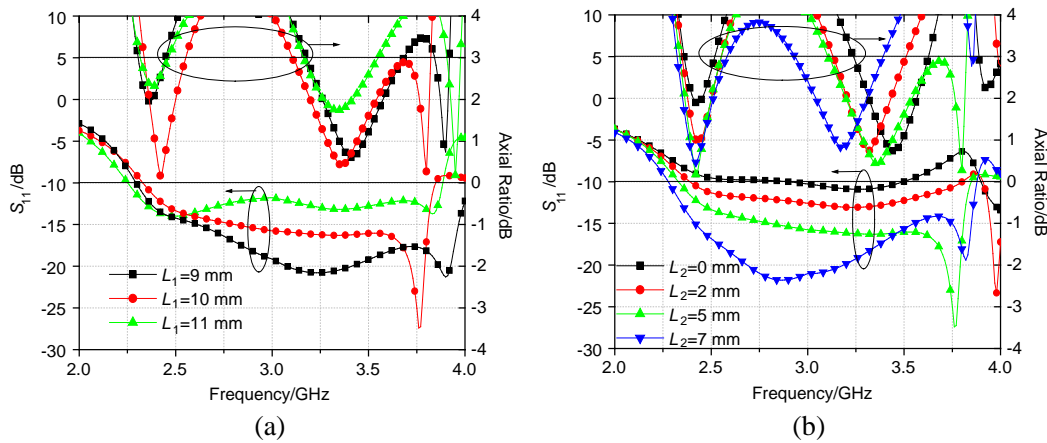 10
5
0
-5
-10
-15
-20
-25
-30
S11/dB
4
3
2
1
0
-1
-2
-3
-4
Axial Ratio/dB
L1=9 mm
L1=10 mm
L1=11 mm
2.0 2.5 3.0 3.5 4.0
Frequency/GHz
(a)
10
5
0
-5
-10
-15
-20
-25
-30
S11/dB
4
3
2
1
0
-1
-2
-3
-4
Axial Ratio/dB
L2=0 mm
L2=2 mm
L2=5 mm
L2=7 mm
2.0 2.5 3.0 3.5 4.0
Frequency/GHz
(b)